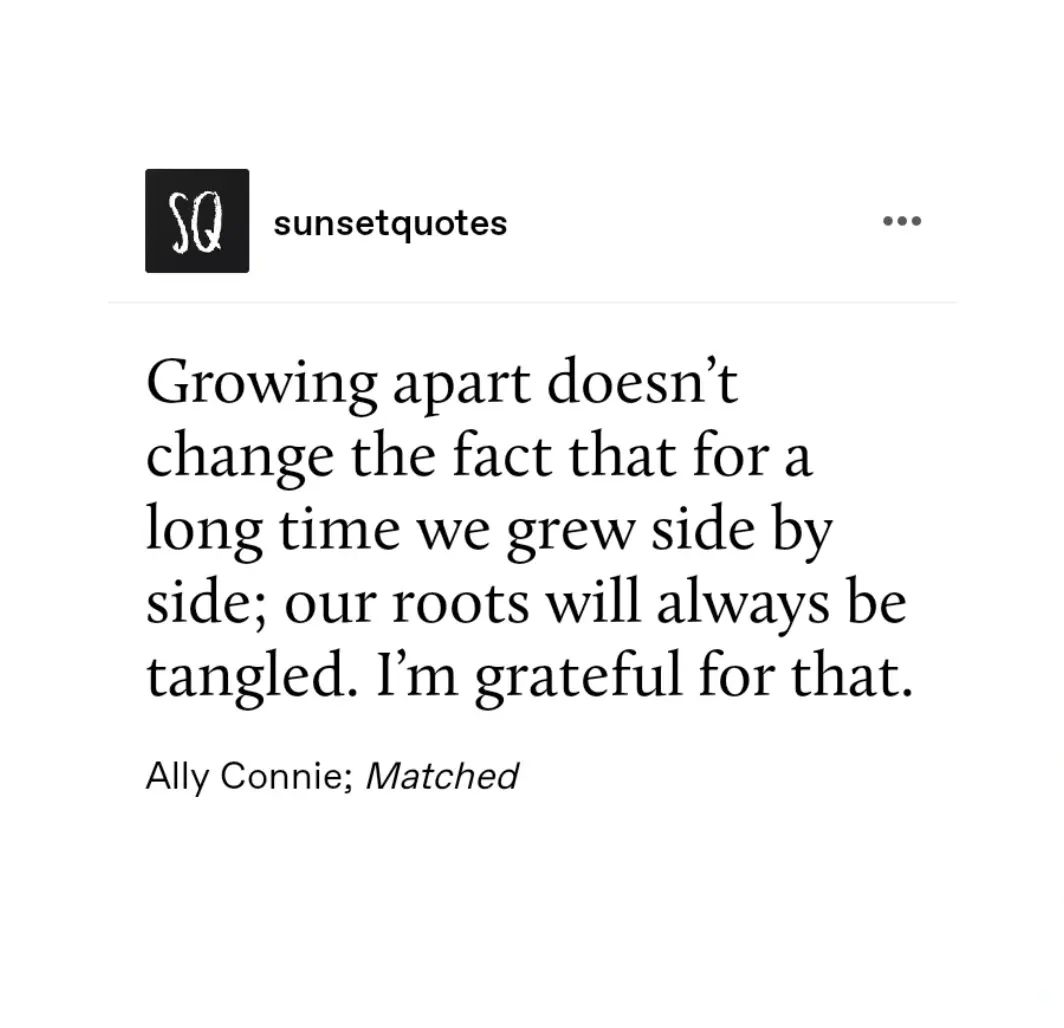 SQ
sunsetquotes
Growing apart doesn’t
change the fact that for a
long time we grew side by
side; our roots will always be
tangled. I’m grateful for that.
Ally Connie; Matched